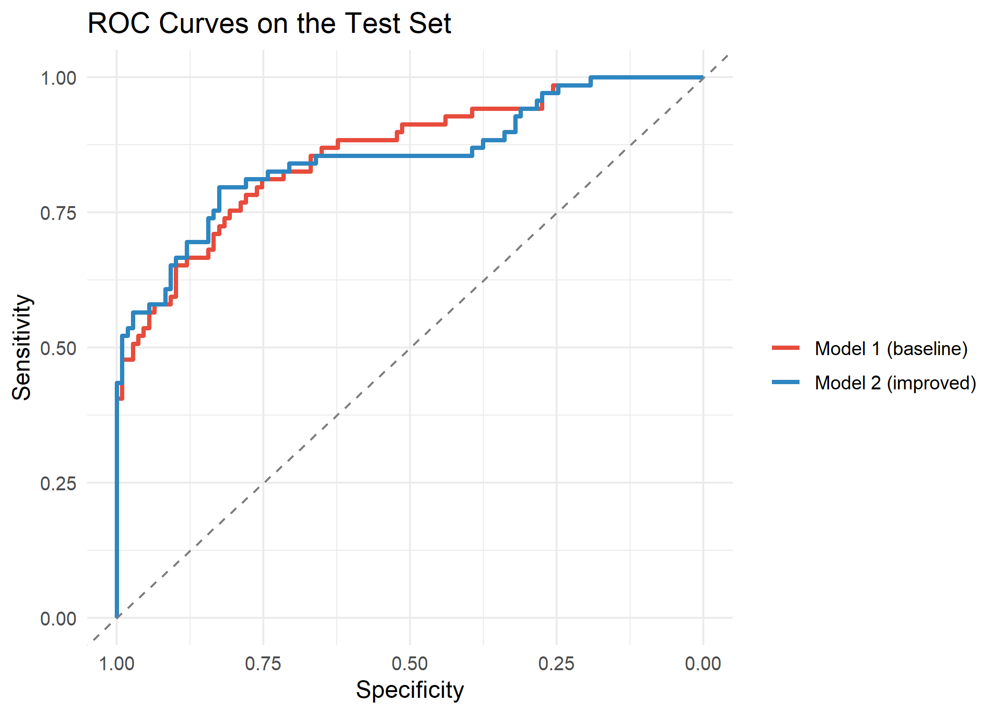 ROC Curves on the Test Set
1.00
0.75
0.50
0.25
0.00
Sensitivity
1.00 0.75 0.50 0.25 0.00
Specificity
Model 1 (baseline)
Model 2 (improved)